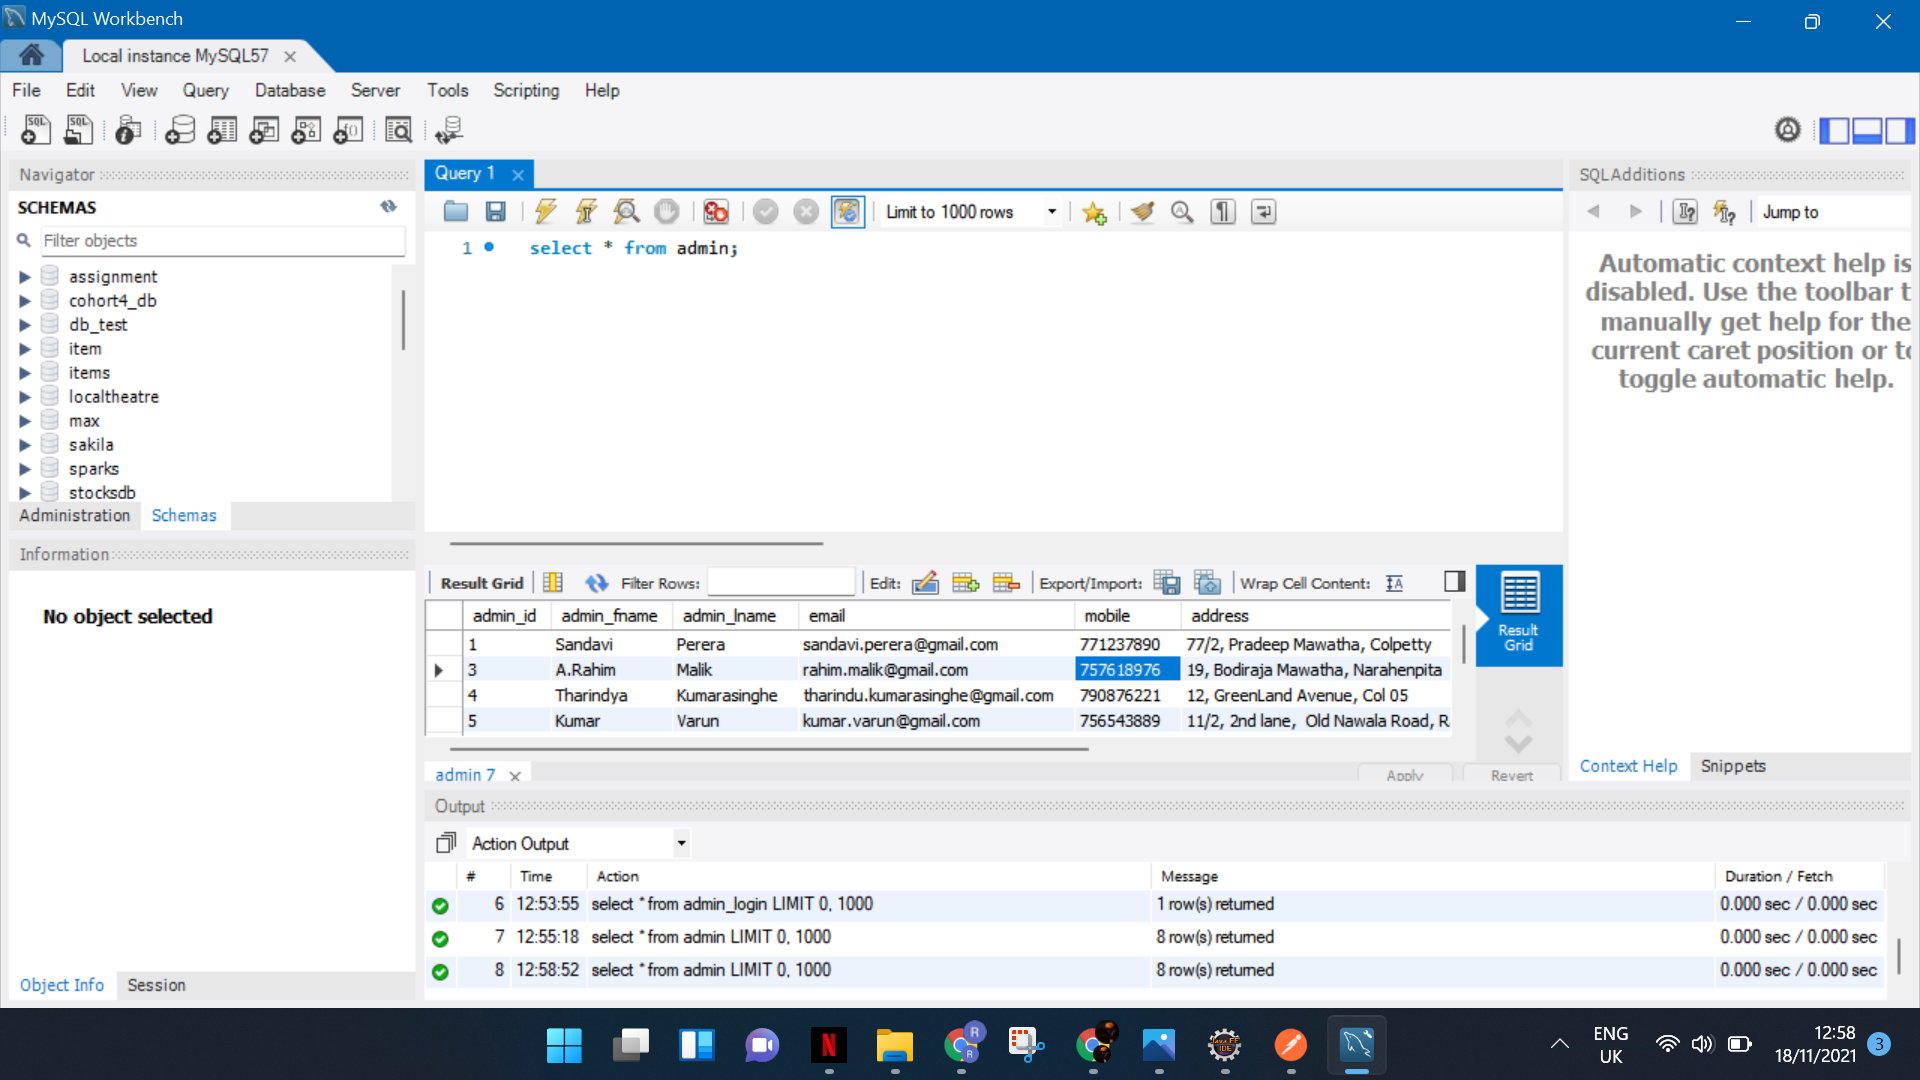 MySQL Workbench
Local instance MySQL57
File Edit View Query Database Server Tools Scripting Help
Navigator
SCHEMAS
Filter objects
assignment
cohort4_db
db_test
item
items
localtheatre
max
sakila
sparks
stocksdb
Administration Schemas
Information
No object selected
Object Info Session
Query 1
Limit to 1000 rows
1 select * from admin;
Result Grid Filter Rows: Edit: Export/Import: Wrap Cell Content:
admin_id admin_fname admin_lname email mobile address
1 Sandavi Perera sandavi.perera@gmail.com 771237890 77/2, Pradeep Mawatha, Colpetty
3 A.Rahim Malik rahim.malik@gmail.com 757618976 19, Bodiraja Mawatha, Narahenpita
4 Tharindya Kumarasinghe tharindu.kumarasinghe@gmail.com 790876221 12, GreenLand Avenue, Col 05
5 Kumar Varun kumar.varun@gmail.com 756543889 11/2, 2nd lane, Old Nawala Road, R
Result
Grid
admin 7
Apply Revert
SQLAdditions
Jump to
Automatic context help is
disabled. Use the toolbar t
manually get help for the
current caret position or to
toggle automatic help.
Context Help Snippets
Output
Action Output
# Time Action Message Duration / Fetch
6 12:53:55 select * from admin_login LIMIT 0, 1000 1 row(s) returned 0.000 sec / 0.000 sec
7 12:55:18 select * from admin LIMIT 0, 1000 8 row(s) returned 0.000 sec / 0.000 sec
8 12:58:52 select * from admin LIMIT 0, 1000 8 row(s) returned 0.000 sec / 0.000 sec
ENG
UK
12:58
18/11/2021
3